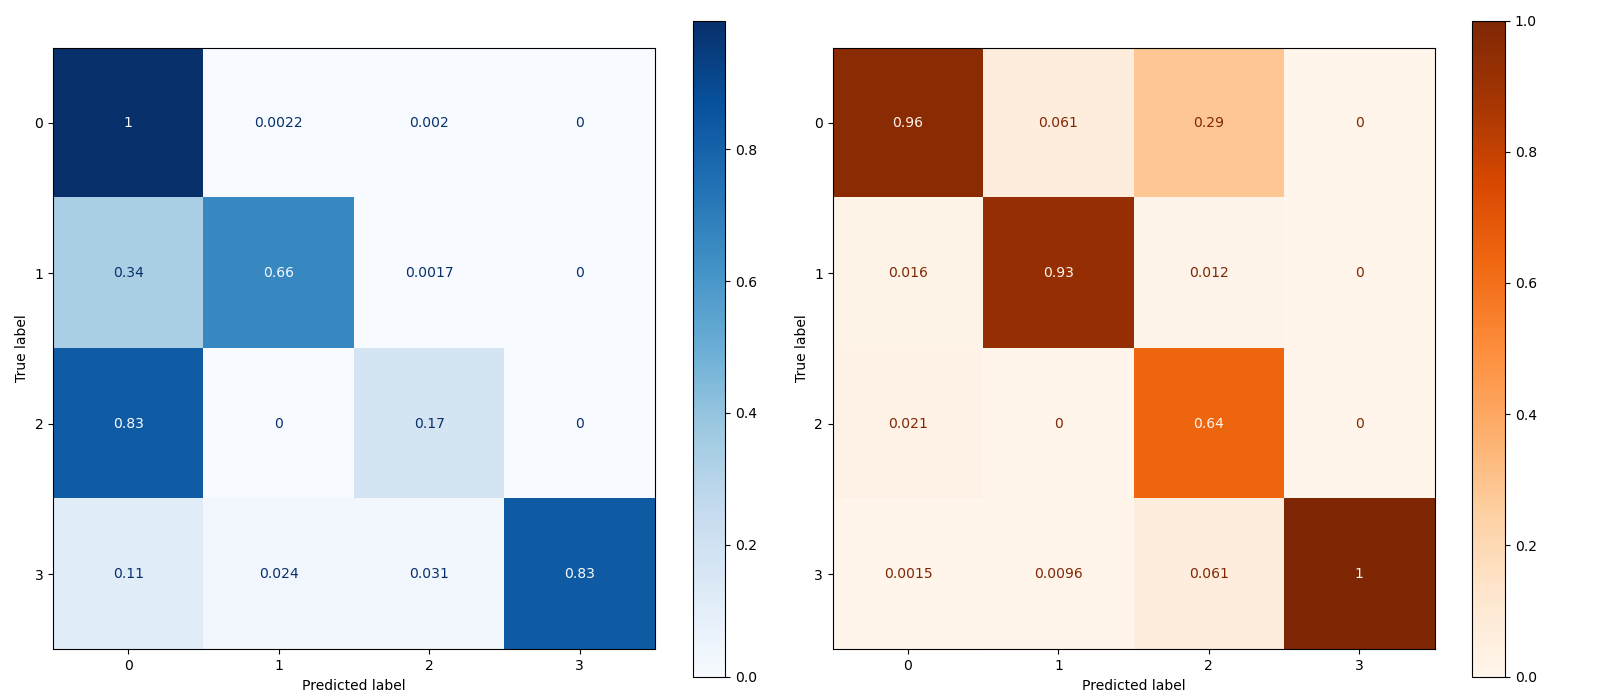 1.0
0 1 0.0022 0.002 0 0.8
0 0.96 0.061 0.29 0 0.8
1 0.34 0.66 0.0017 0 0.6
1 0.016 0.93 0.012 0 0.6
True label
True label
2 0.83 0 0.17 0 0.4
2 0.021 0 0.64 0 0.4
3 0.11 0.024 0.031 0.83 0.2
3 0.0015 0.0096 0.061 1 0.2
0 1 2 3 0.0
0 1 2 3 0.0
Predicted label
Predicted label